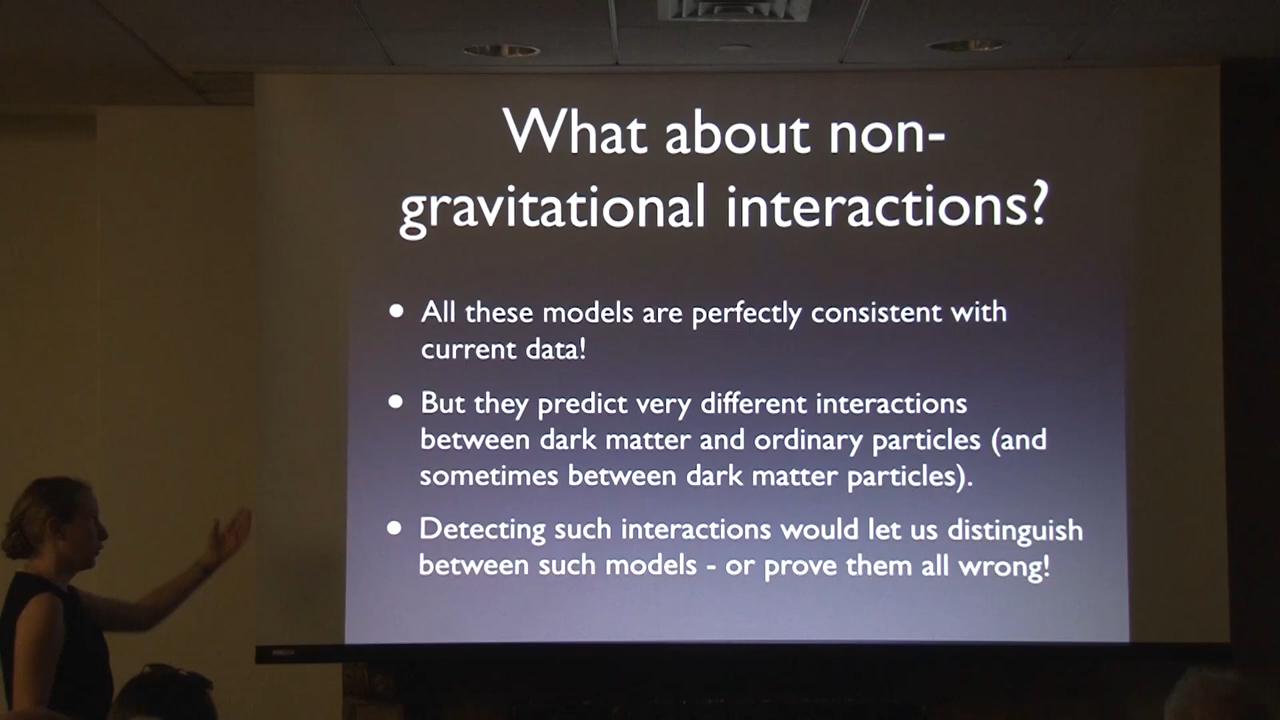 What about non-
gravitational interactions?
• All these models are perfectly consistent with
current data!
• But they predict very different interactions
between dark matter and ordinary particles (and
sometimes between dark matter particles).
• Detecting such interactions would let us distinguish
between such models - or prove them all wrong!